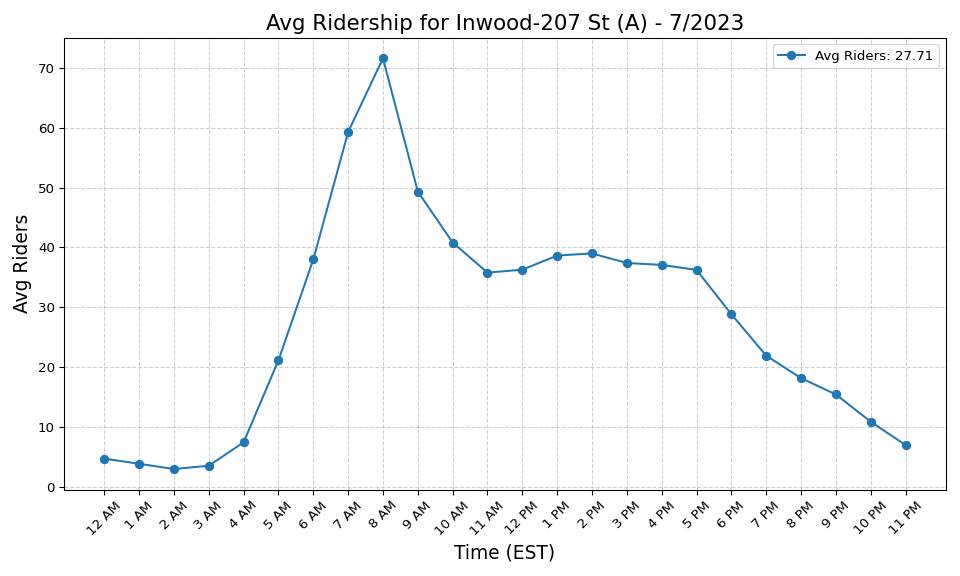 Avg Ridership for Inwood-207 St (A) - 7/2023
Avg Riders: 27.71
Avg Riders
70
60
50
40
30
20
10
0
12 AM
1 AM
2 AM
3 AM
4 AM
5 AM
6 AM
7 AM
8 AM
9 AM
10 AM
11 AM
12 PM
1 PM
2 PM
3 PM
4 PM
5 PM
6 PM
7 PM
8 PM
9 PM
10 PM
11 PM
Time (EST)